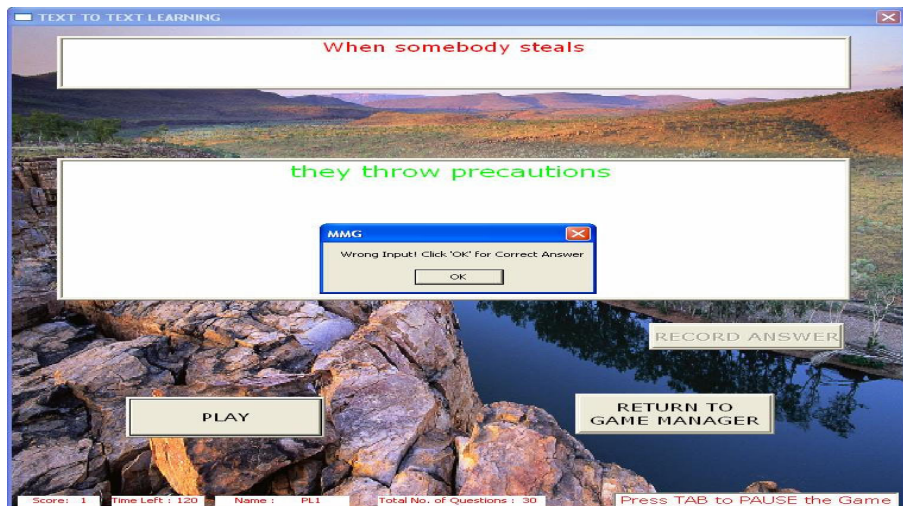 TEXT TO TEXT LEARNING
When somebody steals
they throw precautions
MMG
Wrong Input! Click 'OK' for Correct Answer
OK
RECORD ANSWER
PLAY
RETURN TO
GAME MANAGER
Score: 1 Time Left : 120 Name : PL1 Total No. of Questions : 30 Press TAB to PAUSE the Game